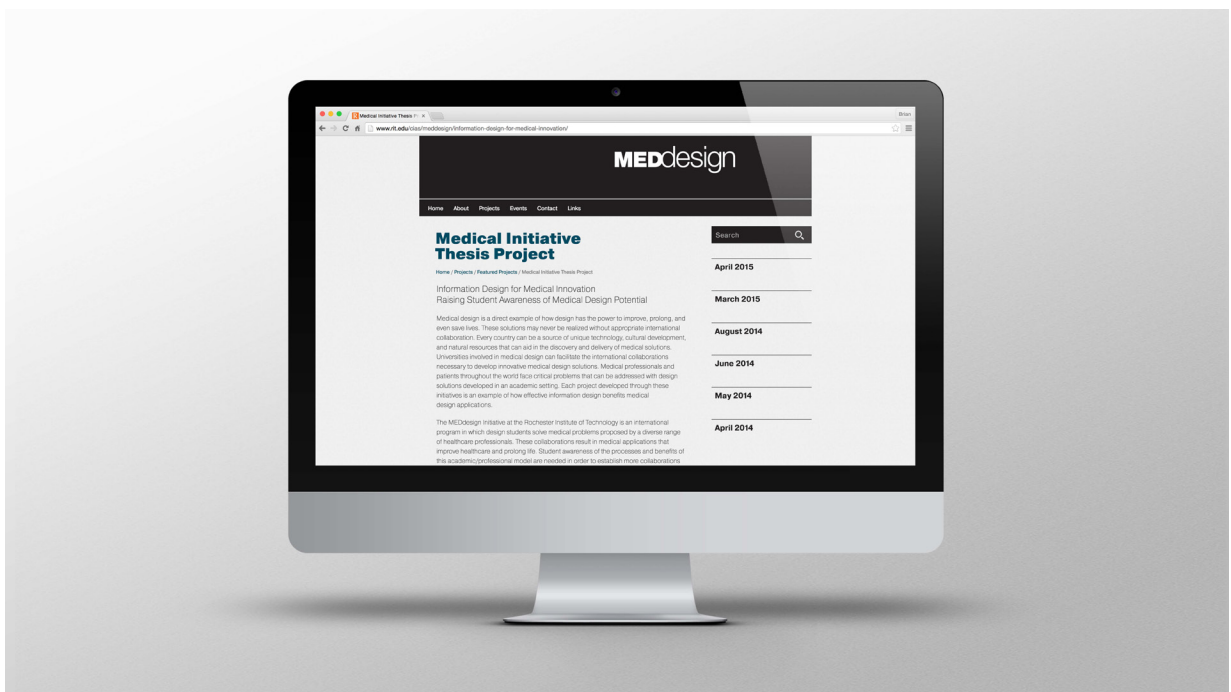 Medical Initiative Thesis Pr
Brian
www.rit.edu/clas/meddesign/information-design-for-medical-innovation/
MEDdesign
Home About Projects Events Contact Links
Medical Initiative
Thesis Project
Home / Projects / Featured Projects / Medical Initiative Thesis Project
Information Design for Medical Innovation
Raising Student Awareness of Medical Design Potential
Medical design is a direct example of how design has the power to improve, prolong, and
even save lives. These solutions may never be realized without appropriate international
collaboration. Every country can be a source of unique technology, cultural development,
and natural resources that can aid in the discovery and delivery of medical solutions.
Universities involved in medical design can facilitate the international collaborations
necessary to develop innovative medical design solutions. Medical professionals and
patients throughout the world face critical problems that can be addressed with design
solutions developed in an academic setting. Each project developed through these
initiatives is an example of how effective information design benefits medical
design applications.
The MEDdesign Initiative at the Rochester Institute of Technology is an international
program in which design students solve medical problems proposed by a diverse range
of healthcare professionals. These collaborations result in medical applications that
improve healthcare and prolong life. Student awareness of the processes and benefits of
this academic/professional model are needed in order to establish more collaborations
Search
April 2015
March 2015
August 2014
June 2014
May 2014
April 2014